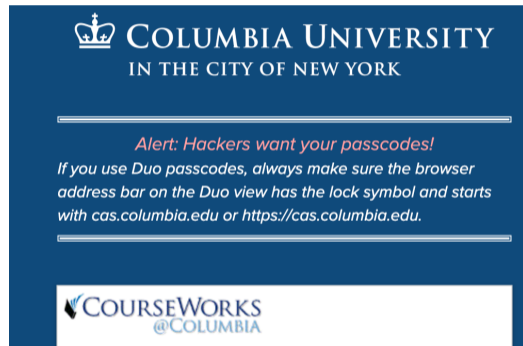 COLUMBIA UNIVERSITY
IN THE CITY OF NEW YORK
Alert: Hackers want your passcodes!
If you use Duo passcodes, always make sure the browser
address bar on the Duo view has the lock symbol and starts
with cas.columbia.edu or https://cas.columbia.edu.
COURSEWORKS
@COLUMBIA